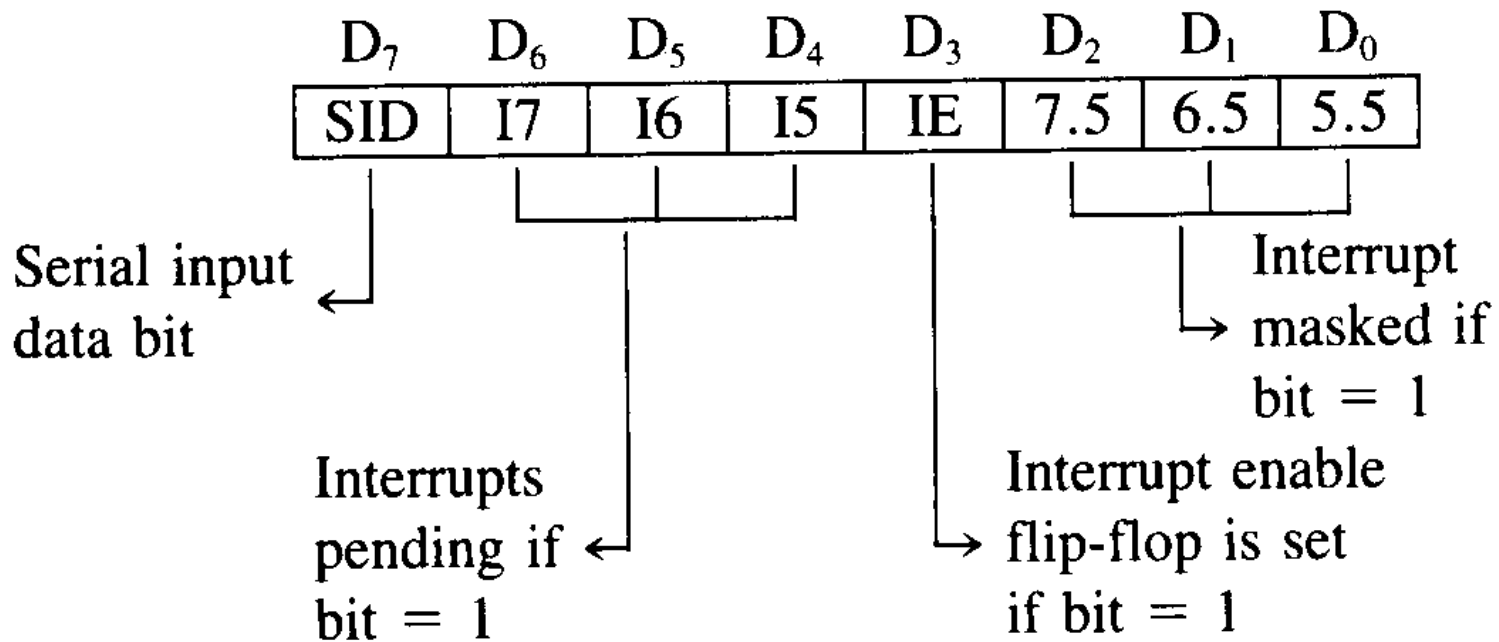 D₇ D₆ D₅ D₄ D₃ D₂ D₁ D₀
SID I7 I6 I5 IE 7.5 6.5 5.5
Serial input
data bit
Interrupts
pending if
bit = 1
Interrupt enable
flip-flop is set
if bit = 1
Interrupt
masked if
bit = 1